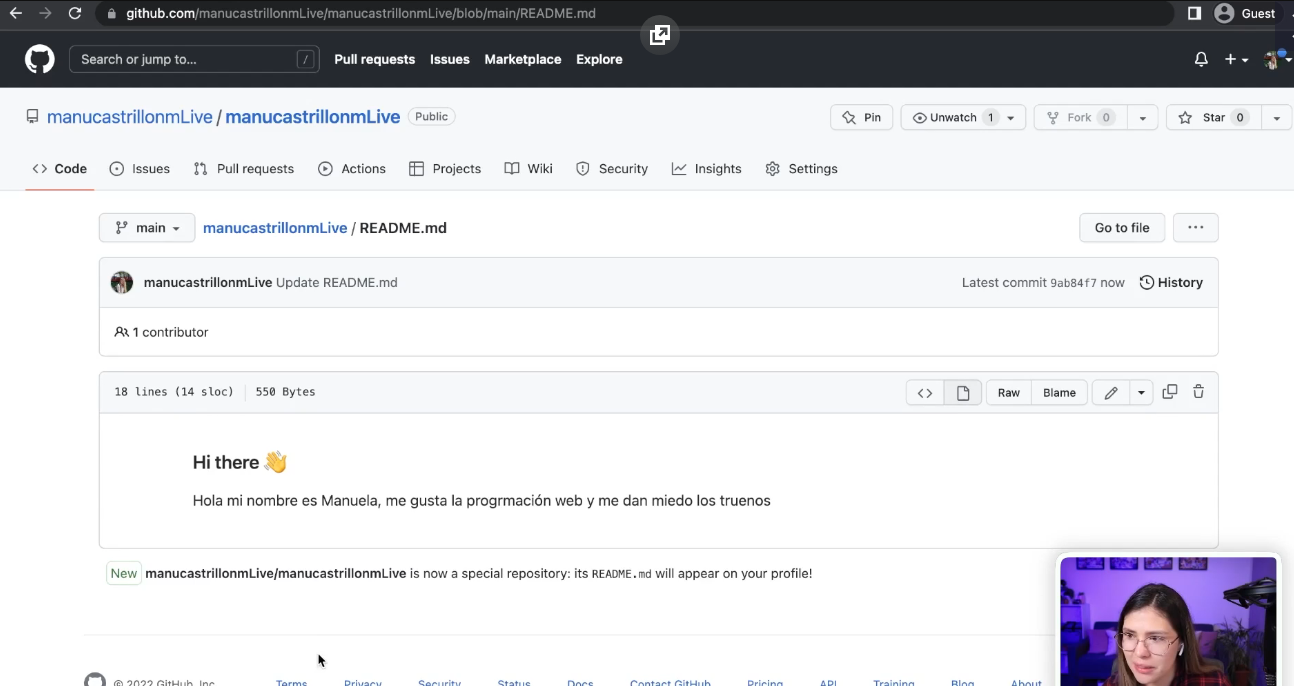 github.com/manucastrillonmLive/manucastrillonmLive/blob/main/README.md Guest
Search or jump to... / Pull requests Issues Marketplace Explore
manucastrillonmLive / manucastrillonmLive Public Pin Unwatch 1 Fork 0 Star 0
Code Issues Pull requests Actions Projects Wiki Security Insights Settings
main manucastrillonmLive / README.md Go to file ...
manucastrillonmLive Update README.md Latest commit 9ab84f7 now History
1 contributor
18 lines (14 sloc) 550 Bytes <> Raw Blame
Hi there 👋
Hola mi nombre es Manuela, me gusta la progrmación web y me dan miedo los truenos
New manucastrillonmLive/manucastrillonmLive is now a special repository: its README.md will appear on your profile!
© 2022 GitHub, Inc. Terms Privacy Security Status Docs Contact GitHub Pricing API Training Blog About